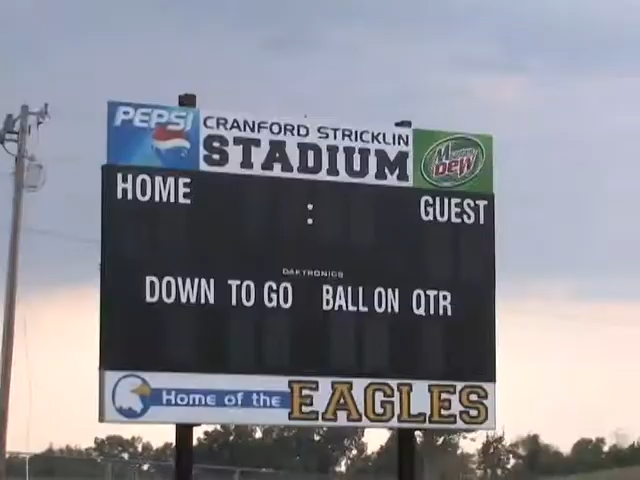 PEPSI
CRANFORD STRICKLIN
STADIUM
Mountain
DEW
HOME
:
GUEST
DAKTRONICS
DOWN TO GO BALL ON QTR
Home of the EAGLES